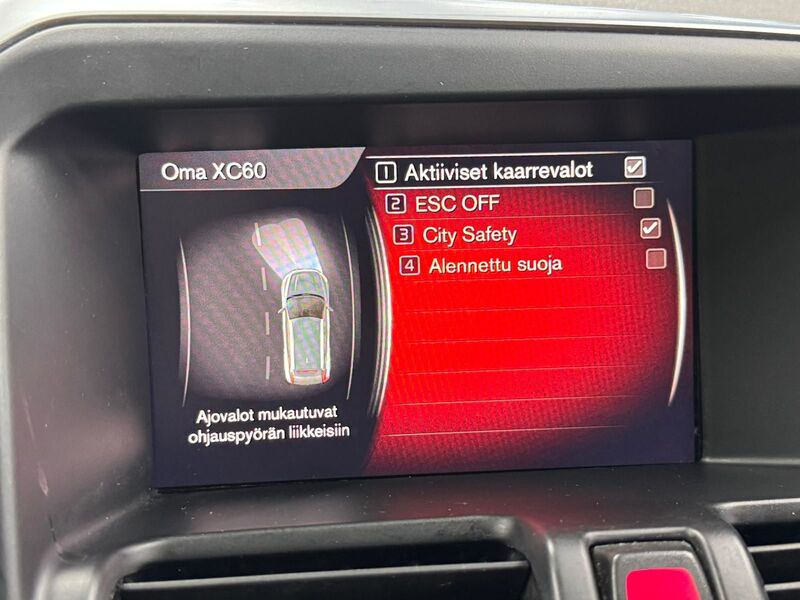 Oma XC60
1 Aktiiviset kaarrevalot
2 ESC OFF
3 City Safety
4 Alennettu suoja
Ajovalot mukautuvat
ohjauspyörän liikkeisiin